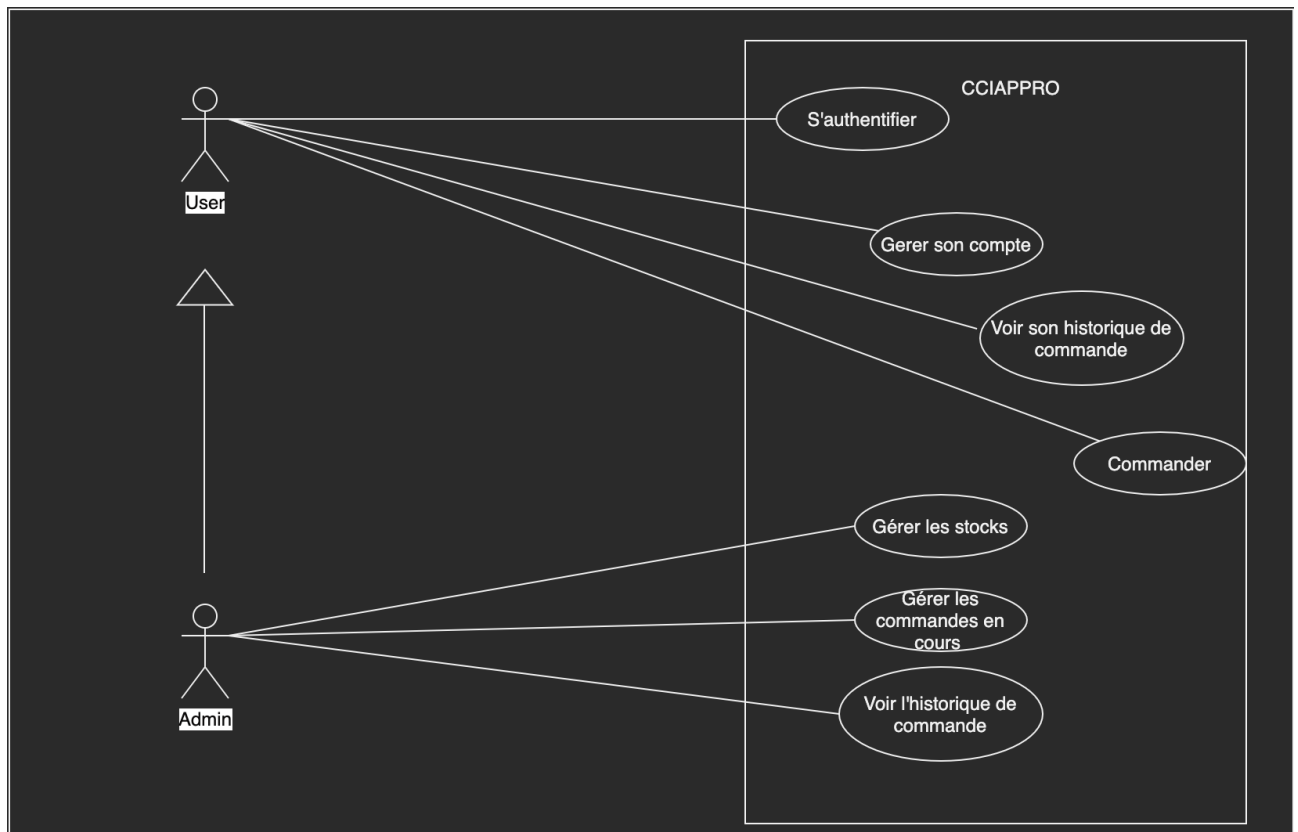 CCIAPPRO
S'authentifier
User
Gerer son compte
Voir son historique de
commande
Commander
Gérer les stocks
Gérer les
commandes en
cours
Admin
Voir l'historique de
commande